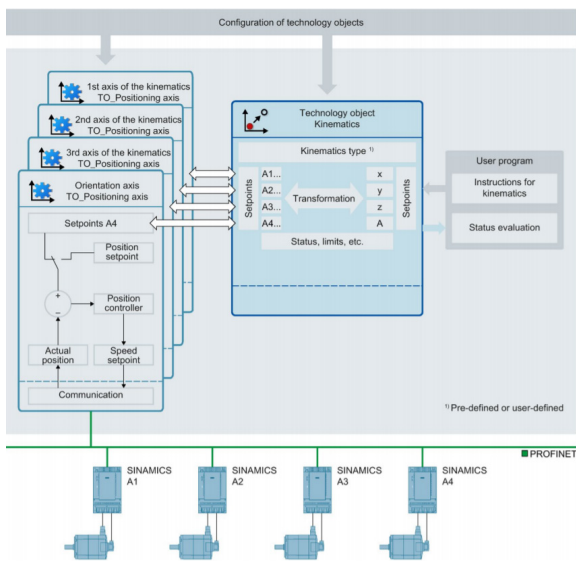 Configuration of technology objects
1st axis of the kinematics
TO_Positioning axis
2nd axis of the kinematics
TO_Positioning axis
3rd axis of the kinematics
TO_Positioning axis
Orientation axis
TO_Positioning axis
Setpoints A4
Position
setpoint
+
−
Position
controller
Actual
position
Speed
setpoint
Communication
Technology object
Kinematics
Kinematics type 1)
Setpoints
A1...
A2...
A3...
A4...
Transformation
x
y
z
A
Setpoints
Status, limits, etc.
User program
Instructions for
kinematics
Status evaluation
1) Pre-defined or user-defined
PROFINET
SINAMICS
A1
SINAMICS
A2
SINAMICS
A3
SINAMICS
A4